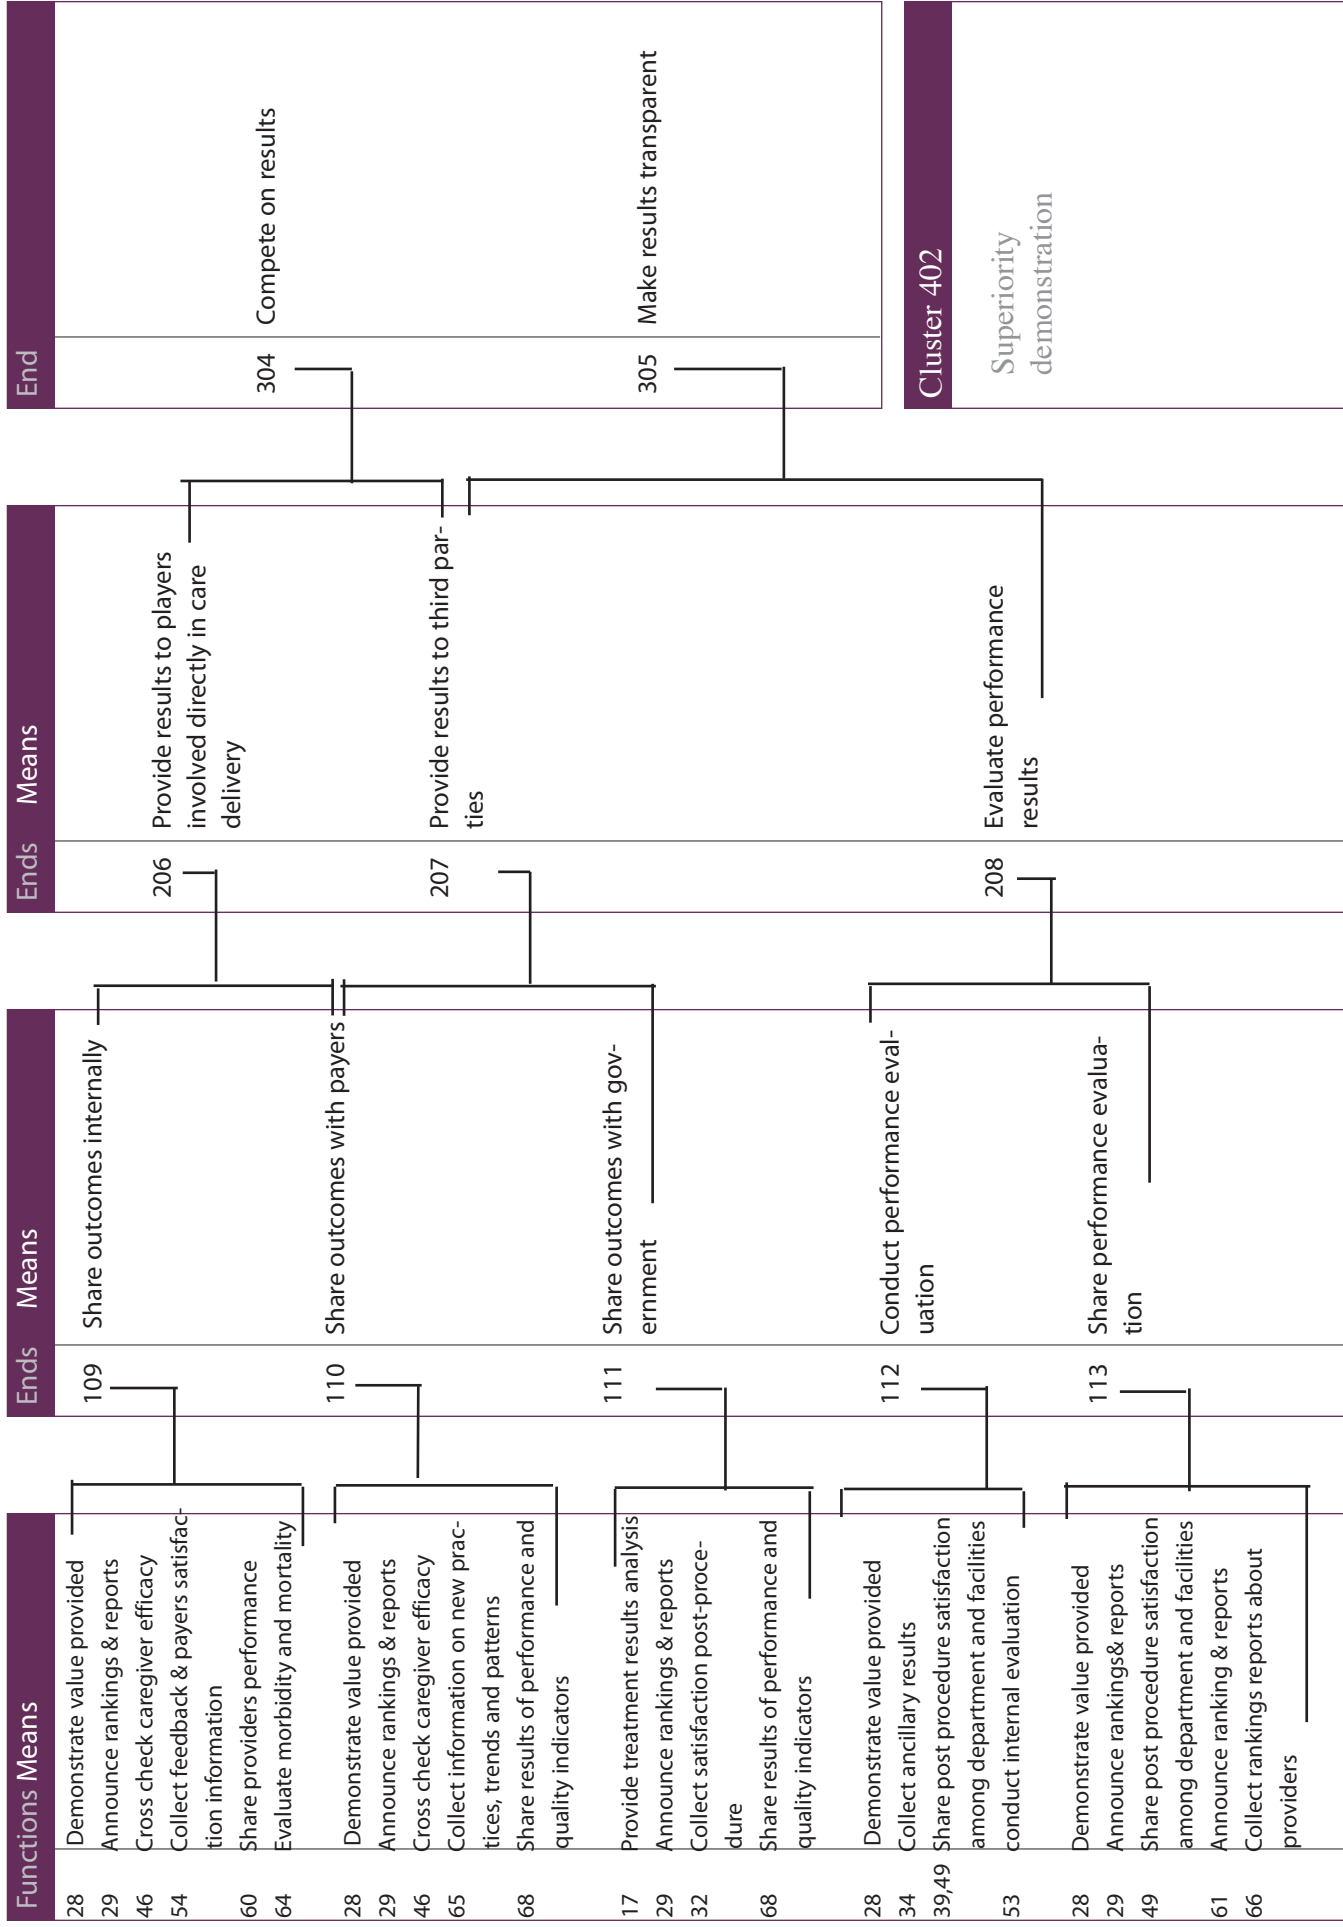 Functions Means
28 Demonstrate value provided
29 Announce rankings & reports
46 Cross check caregiver efficacy
54 Collect feedback & payers satisfac-
tion information
60 Share providers performance
64 Evaluate morbidity and mortality
28 Demonstrate value provided
29 Announce rankings & reports
46 Cross check caregiver efficacy
65 Collect information on new prac-
tices, trends and patterns
68 Share results of performance and
quality indicators
17 Provide treatment results analysis
29 Announce rankings & reports
32 Collect satisfaction post-proce-
dure
68 Share results of performance and
quality indicators
28 Demonstrate value provided
34 Collect ancillary results
39,49 Share post procedure satisfaction
among department and facilities
53 conduct internal evaluation
28 Demonstrate value provided
29 Announce rankings& reports
49 Share post procedure satisfaction
among department and facilities
61 Announce ranking & reports
66 Collect rankings reports about
providers
Ends Means
109 Share outcomes internally
110 Share outcomes with payers
111 Share outcomes with gov-
ernment
112 Conduct performance eval-
uation
113 Share performance evalua-
tion
Ends Means
206 Provide results to players
involved directly in care
delivery
207 Provide results to third par-
ties
208 Evaluate performance
results
End
304 Compete on results
305 Make results transparent
Cluster 402
Superiority
demonstration